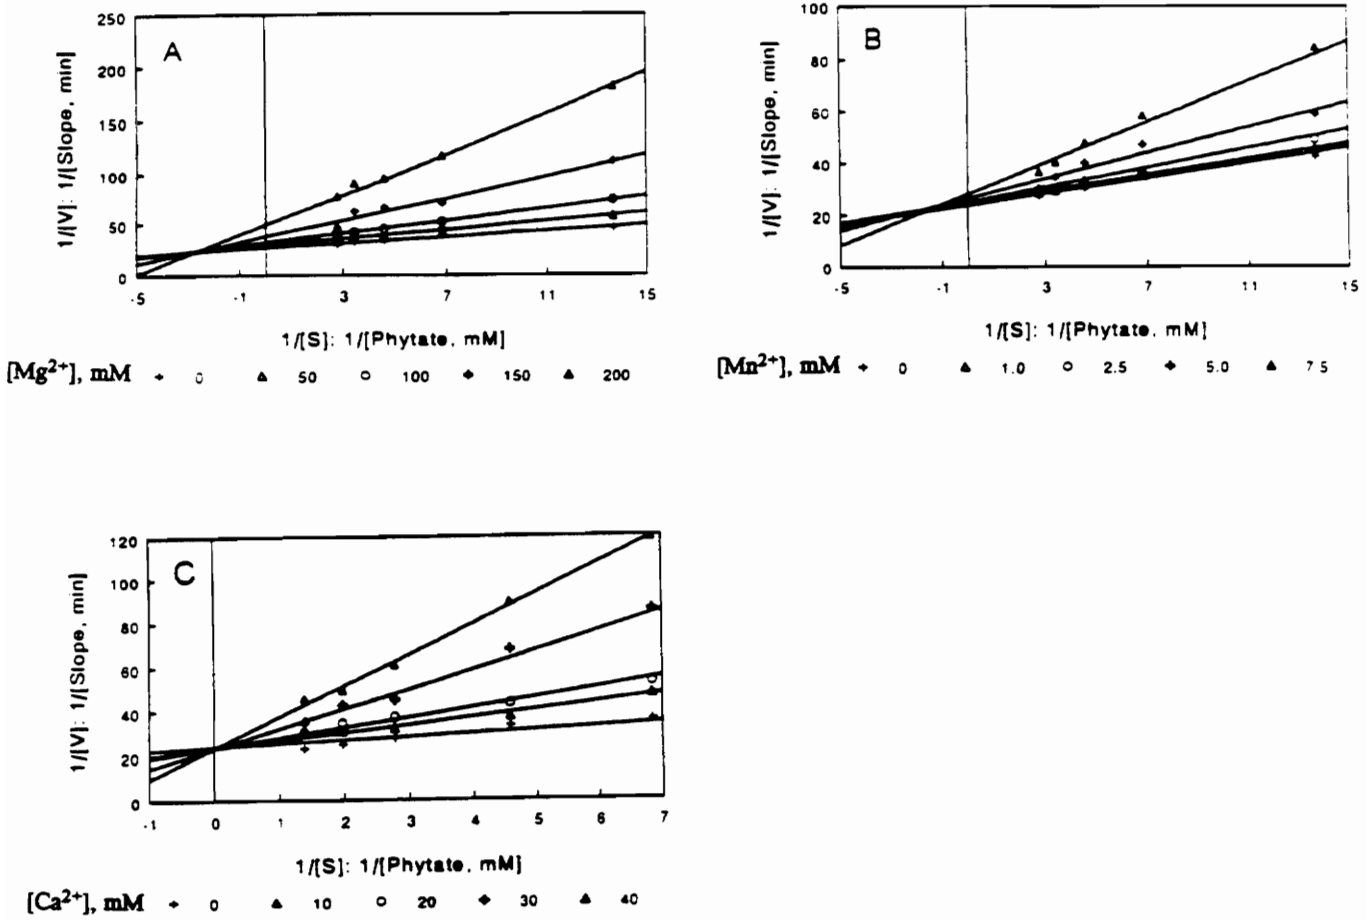 A
1/[V]: 1/[Slope, min]
250
200
150
100
50
0
-5 -1 3 7 11 15
1/[S]: 1/[Phytate, mM]
[Mg2+], mM + 0 ▲ 50 ○ 100 ◆ 150 ▲ 200
B
1/[V]: 1/[Slope, min]
100
80
60
40
20
0
-5 -1 3 7 11 15
1/[S]: 1/[Phytate, mM]
[Mn2+], mM + 0 ▲ 1.0 ○ 2.5 ◆ 5.0 ▲ 7.5
C
1/[V]: 1/[Slope, min]
120
100
80
60
40
20
0
-1 0 1 2 3 4 5 6 7
1/[S]: 1/[Phytate, mM]
[Ca2+], mM + 0 ▲ 10 ○ 20 ◆ 30 ▲ 40